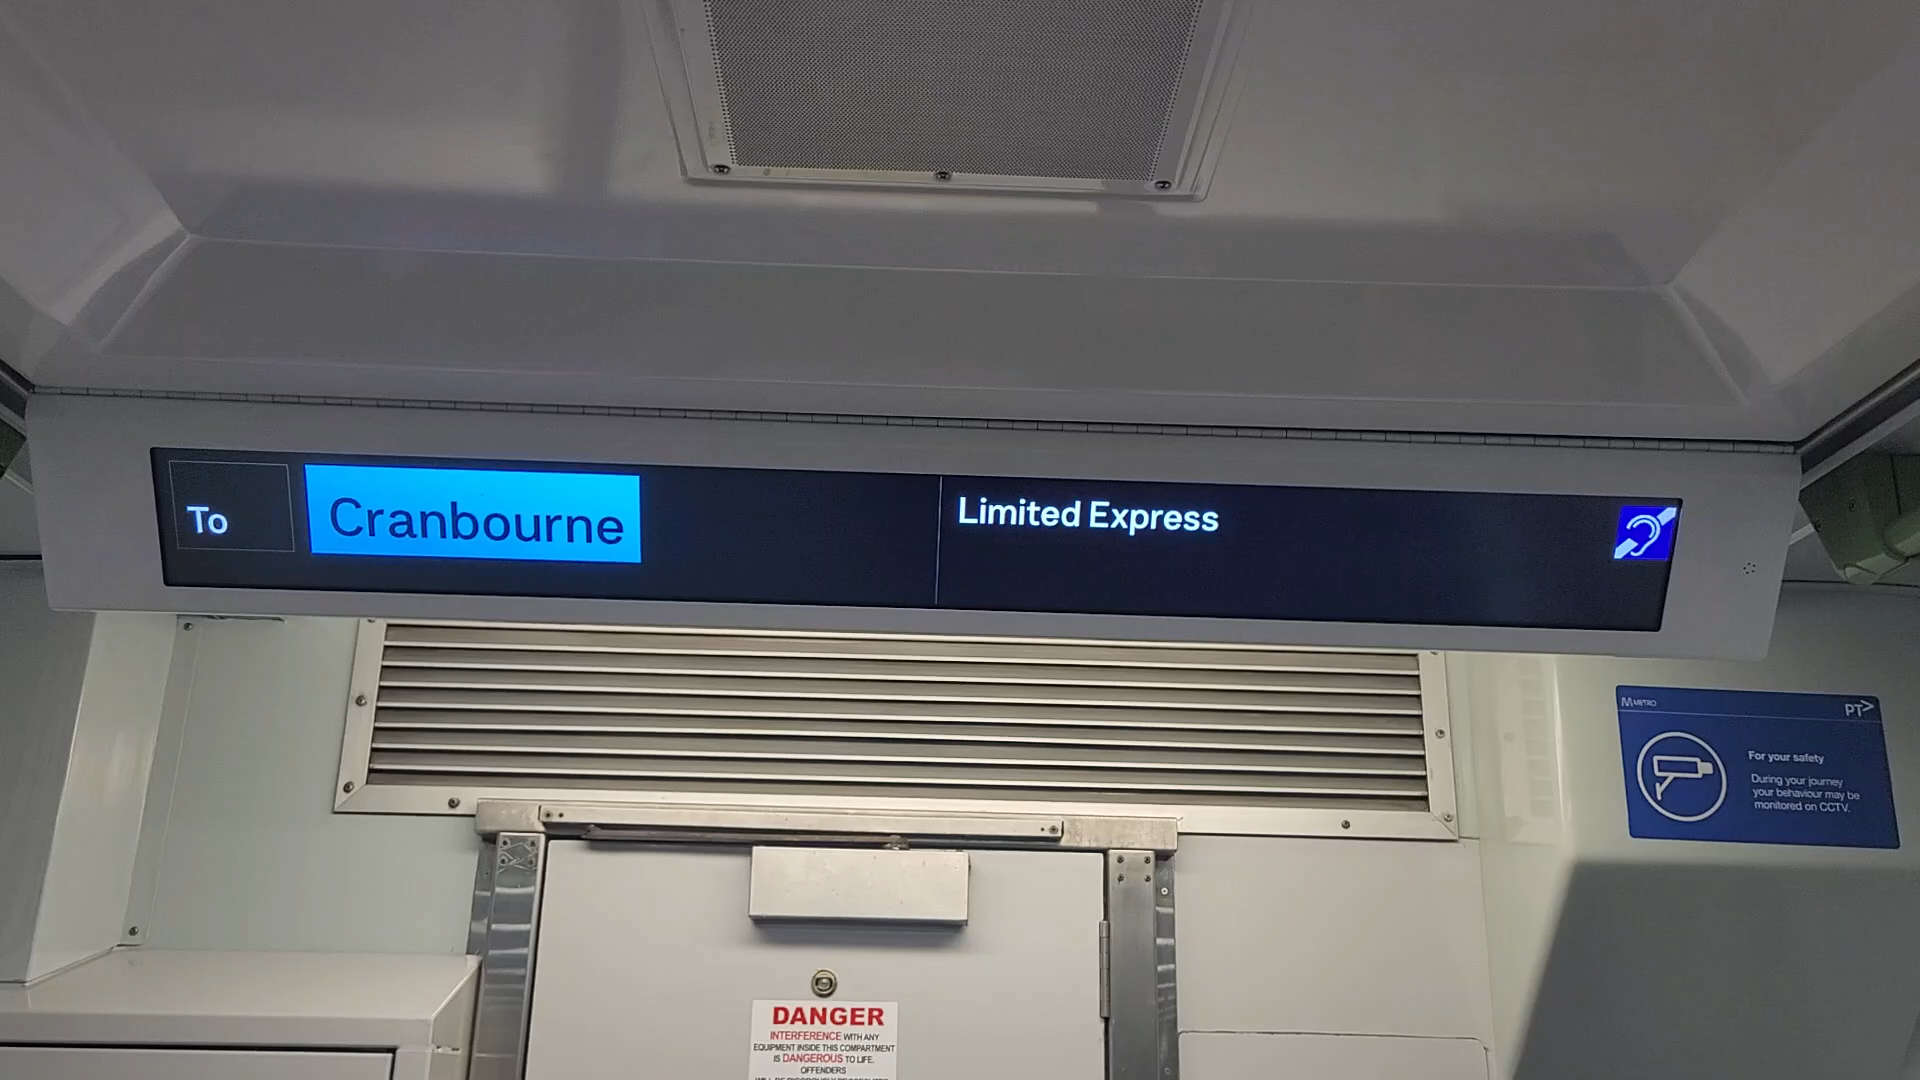 To Cranbourne
Limited Express
METRO
PT>
For your safety
During your journey
your behaviour may be
monitored on CCTV.
DANGER
INTERFERENCE WITH ANY
EQUIPMENT INSIDE THIS COMPARTMENT
IS DANGEROUS TO LIFE.
OFFENDERS